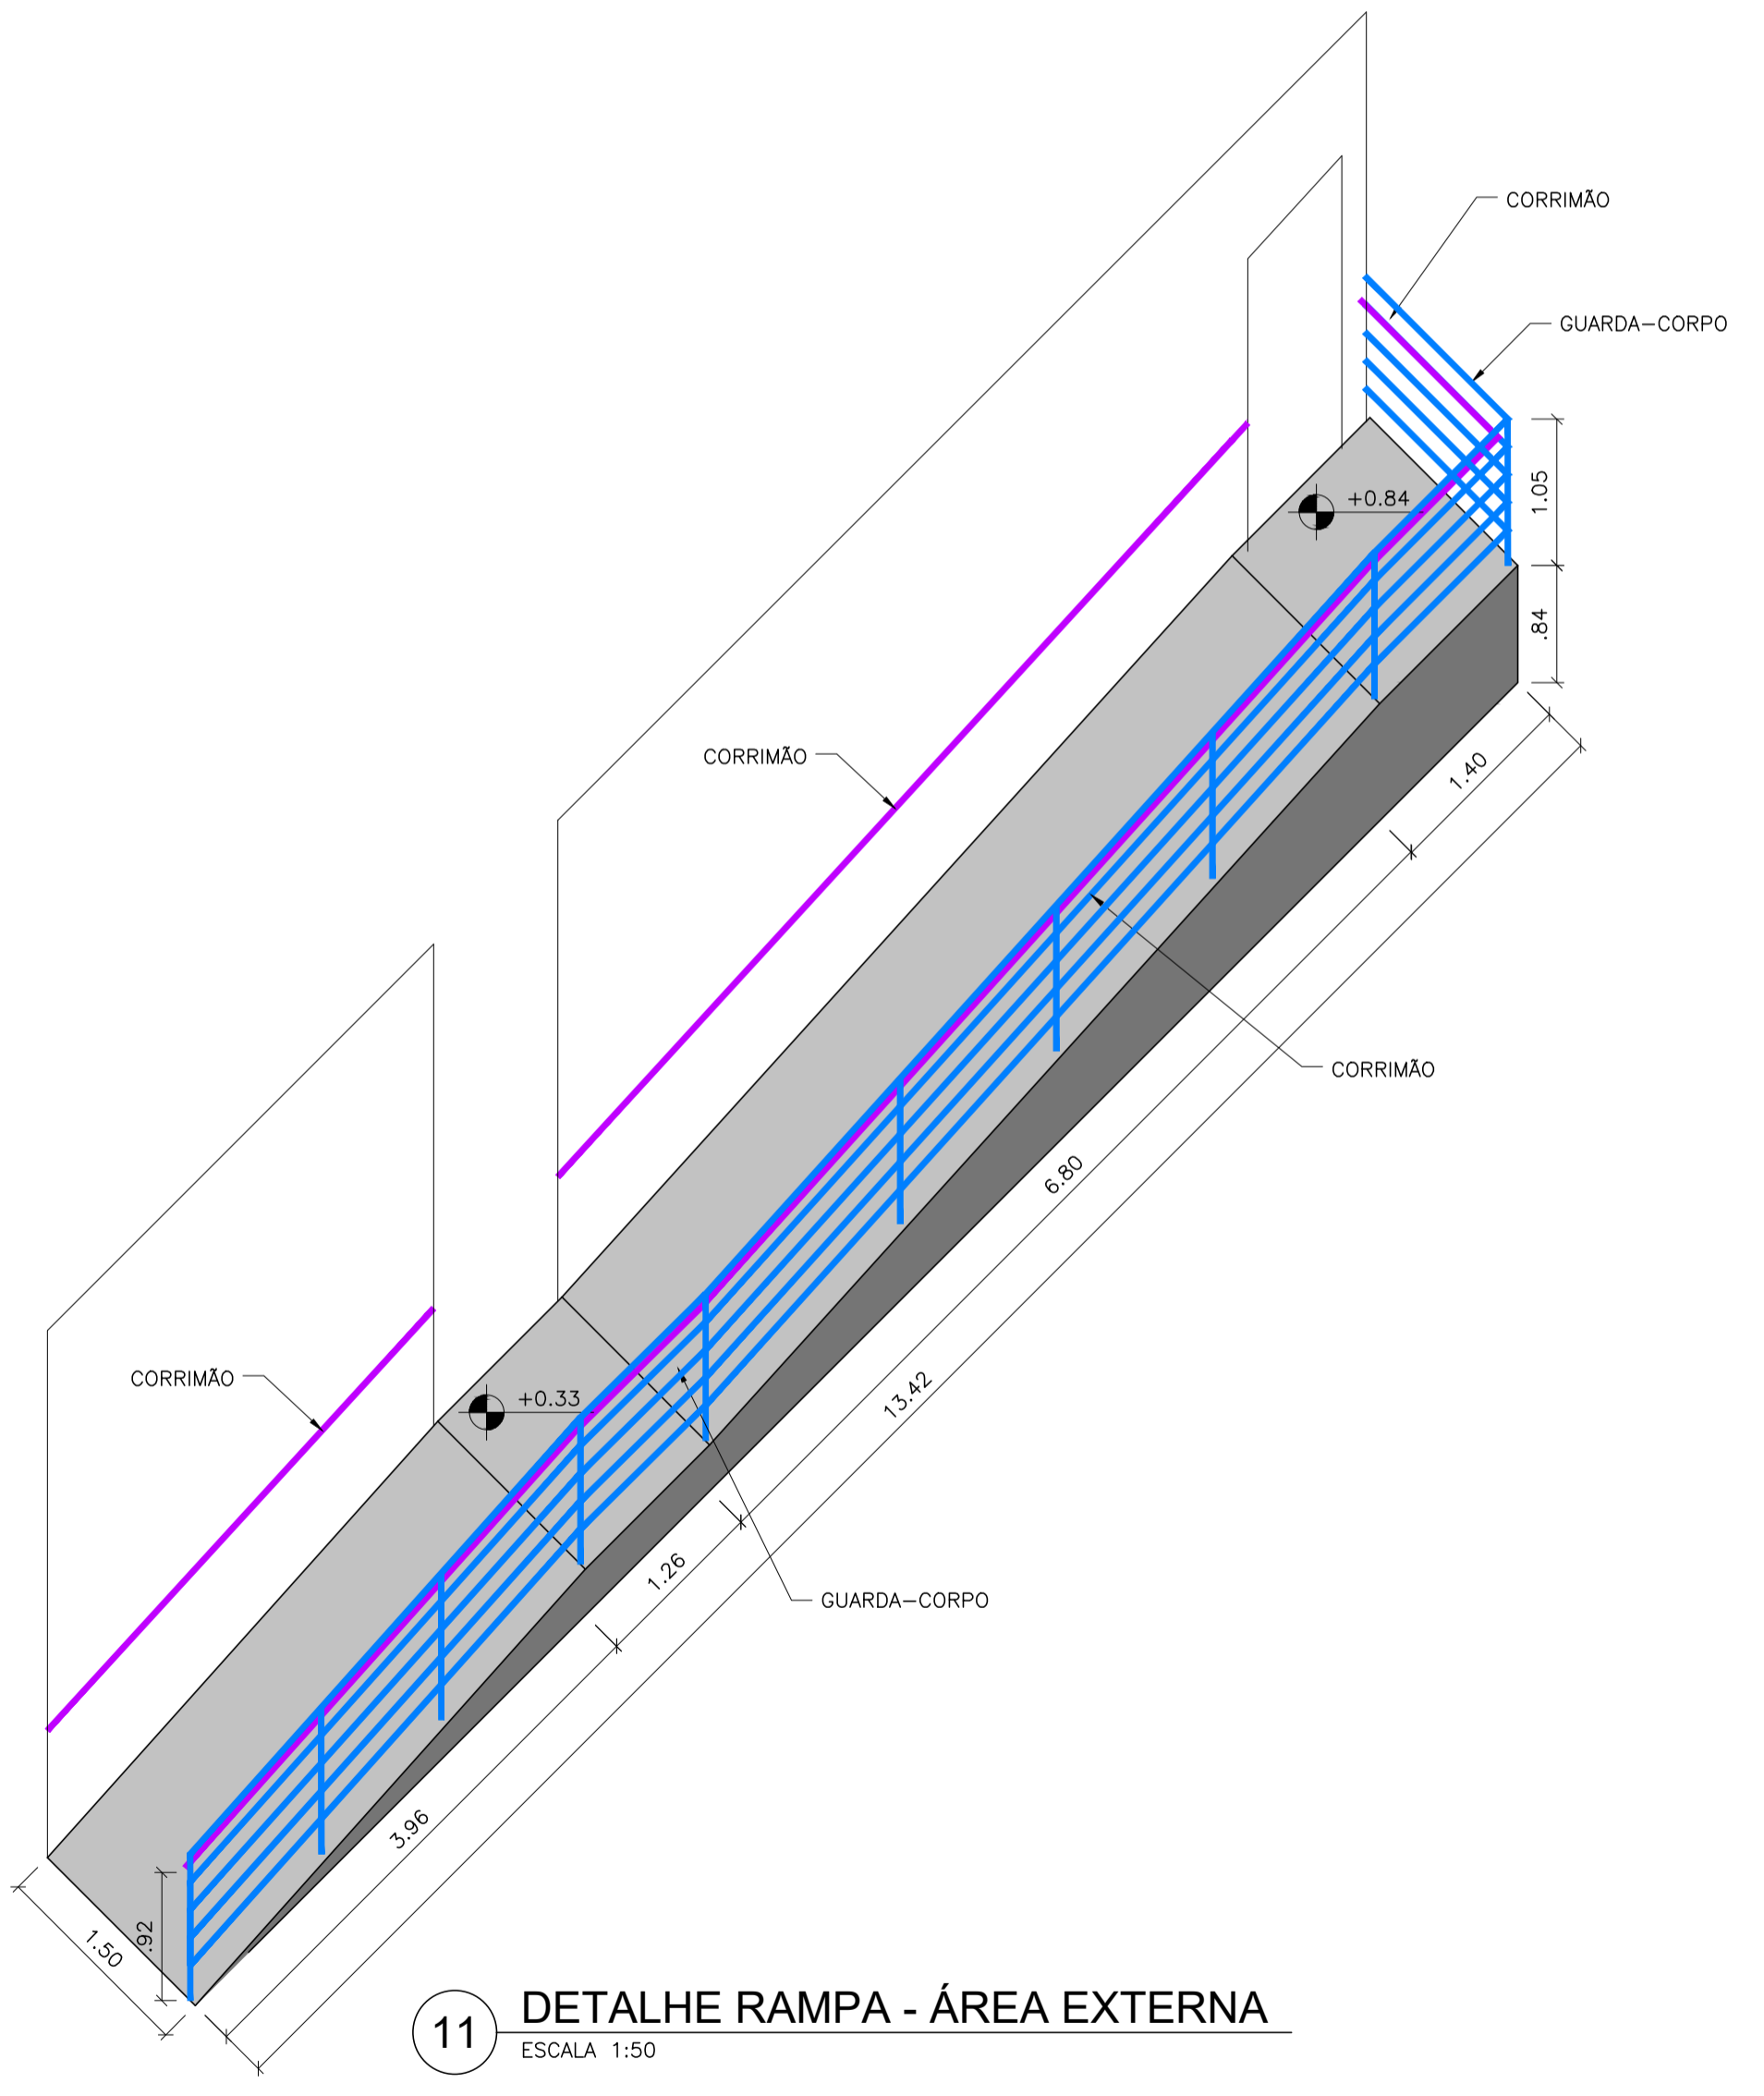 CORRIMÃO
GUARDA-CORPO
+0.84
1.05
.84
CORRIMÃO
1.40
CORRIMÃO
6.80
13.42
CORRIMÃO
+0.33
1.26
GUARDA-CORPO
3.96
.92
1.50
11
DETALHE RAMPA - ÁREA EXTERNA
ESCALA 1:50